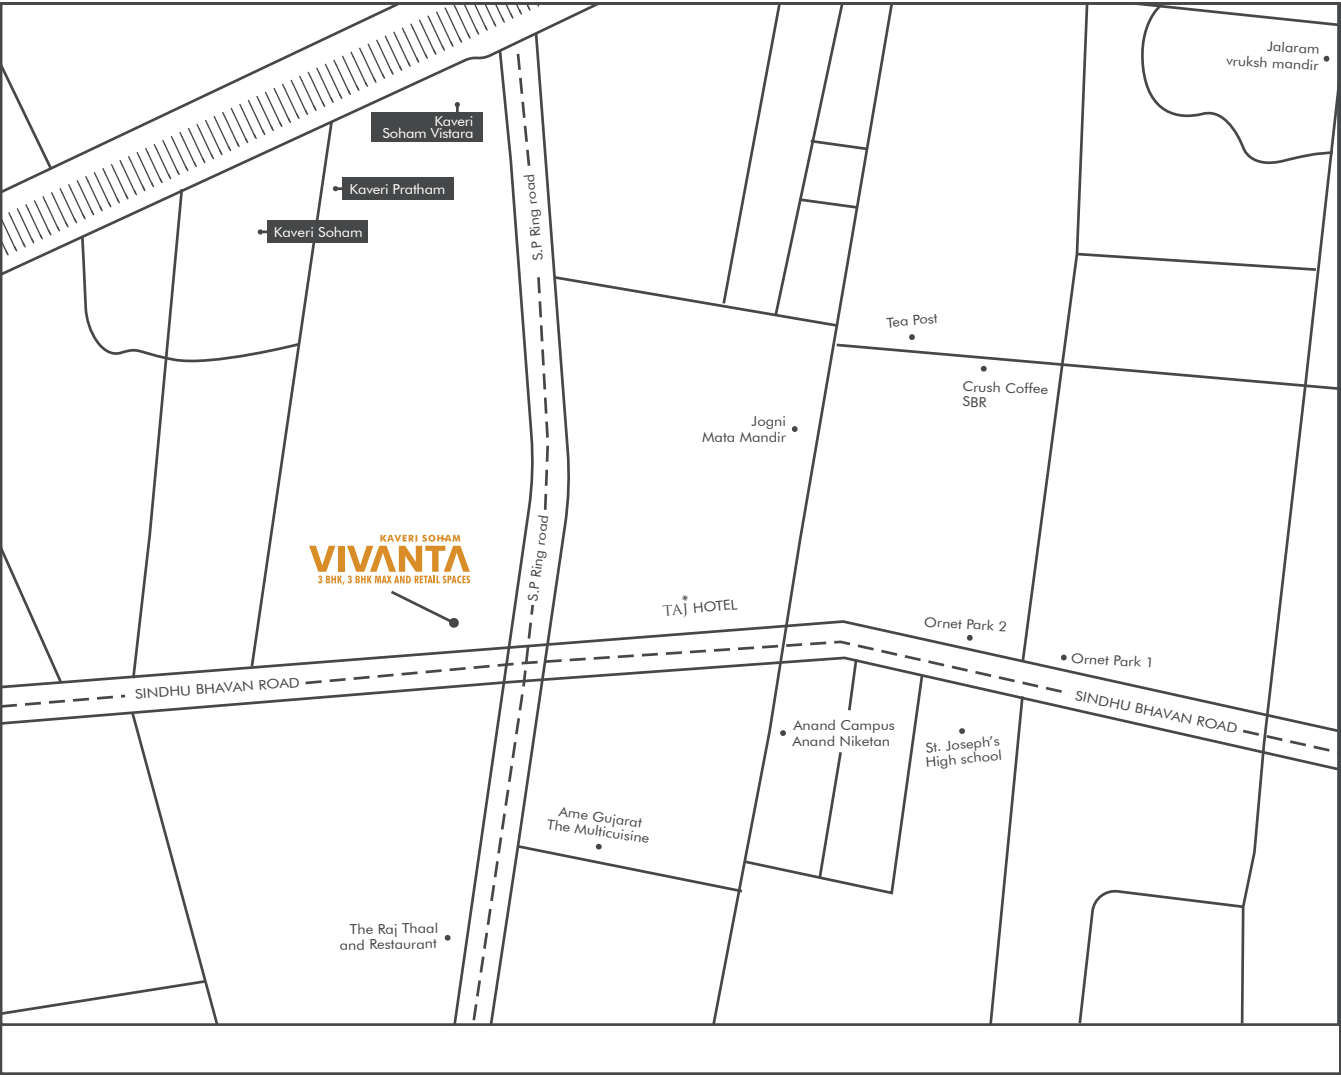 Jalaram
vruksh mandir
Kaveri
Soham Vistara
Kaveri Pratham
Kaveri Soham
S.P Ring road
Tea Post
Crush Coffee
SBR
Jogni
Mata Mandir
KAVERI SOHAM
VIVANTA
3 BHK, 3 BHK MAX AND RETAIL SPACES
S.P Ring road
TAJ HOTEL
Ornet Park 2
Ornet Park 1
SINDHU BHAVAN ROAD
SINDHU BHAVAN ROAD
Anand Campus
Anand Niketan
St. Joseph's
High school
Ame Gujarat
The Multicuisine
The Raj Thaal
and Restaurant